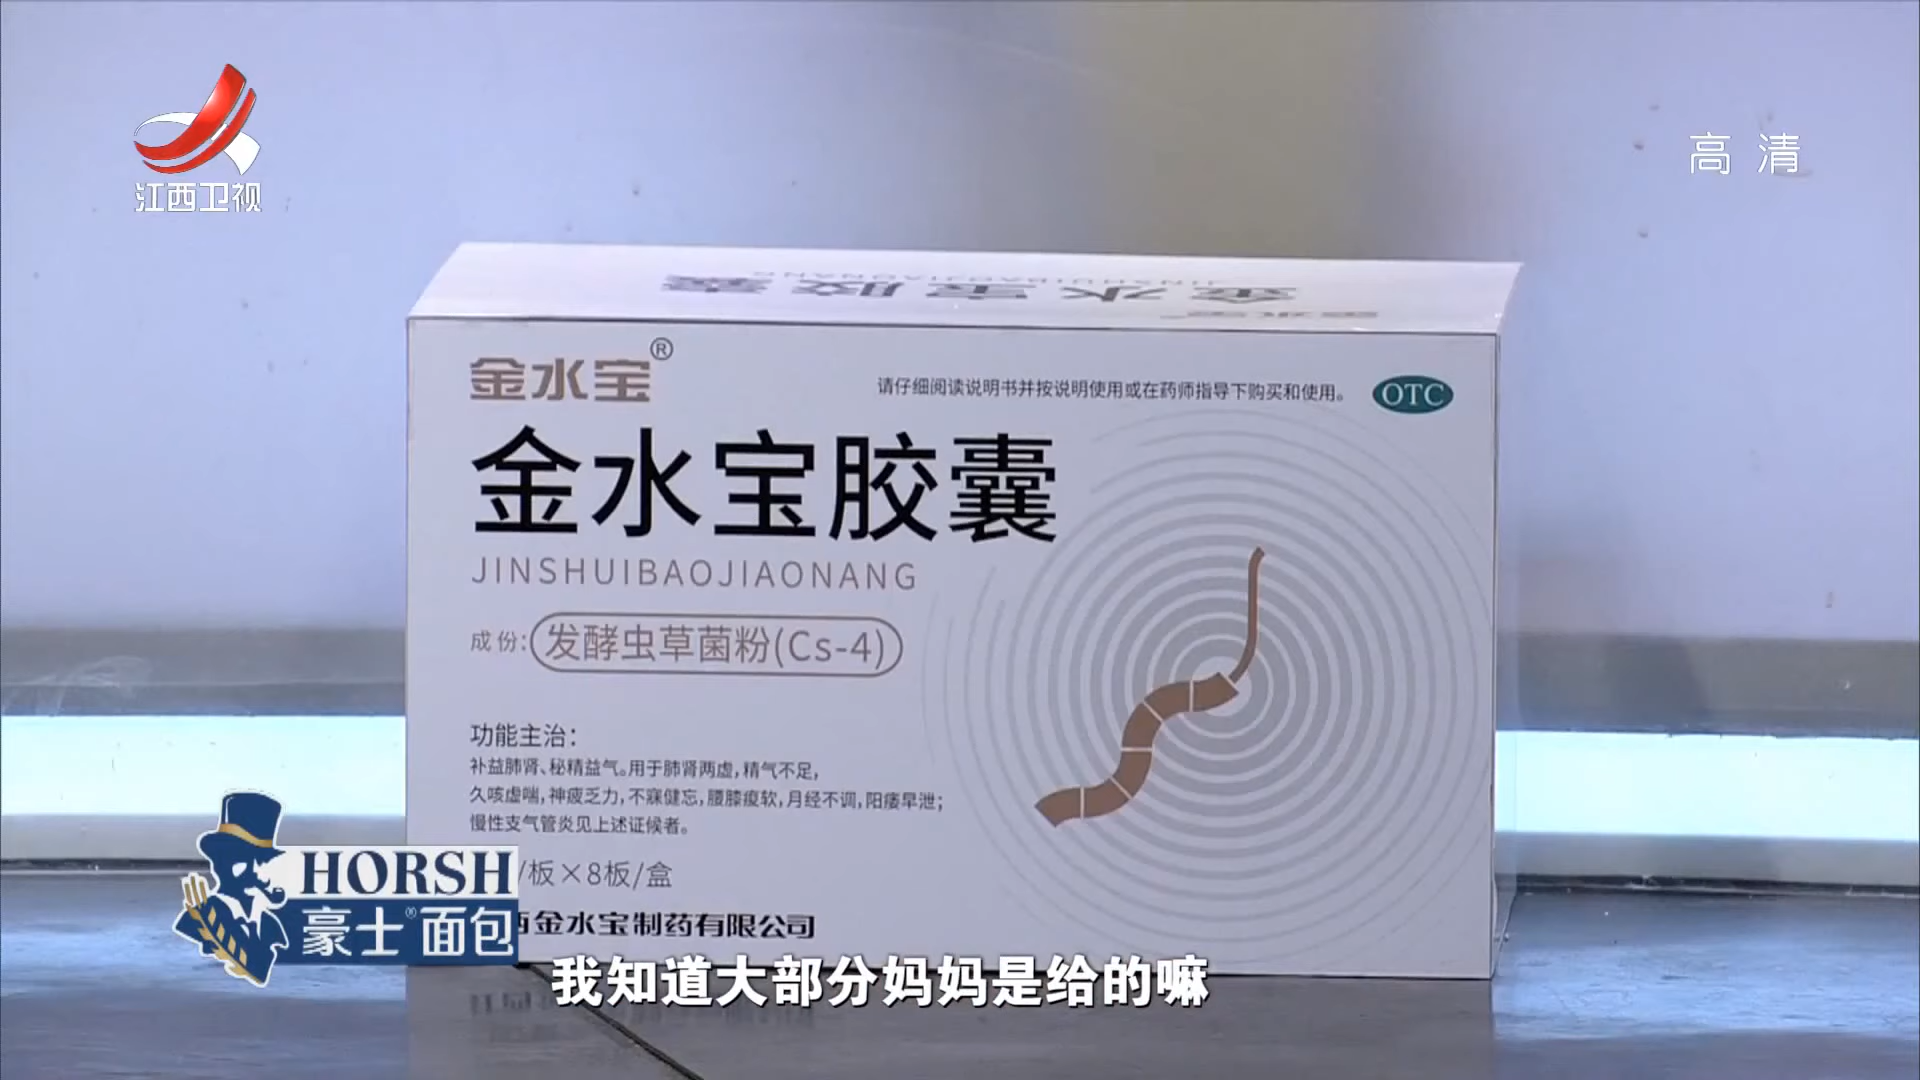 江西卫视
高清
金水宝胶囊
JINSHUIBAOJIAONANG
金水宝®
请仔细阅读说明书并按说明使用或在药师指导下购买和使用。
OTC
金水宝胶囊
JINSHUIBAOJIAONANG
成份:发酵虫草菌粉(Cs-4)
功能主治：
补益肺肾、秘精益气。用于肺肾两虚，精气不足，
久咳虚喘，神疲乏力，不寐健忘，腰膝痠软，月经不调，阳痿早泄；
慢性支气管炎见上述证候者。
/板×8板/盒
西金水宝制药有限公司
HORSH
豪士®面包
我知道大部分妈妈是给的嘛